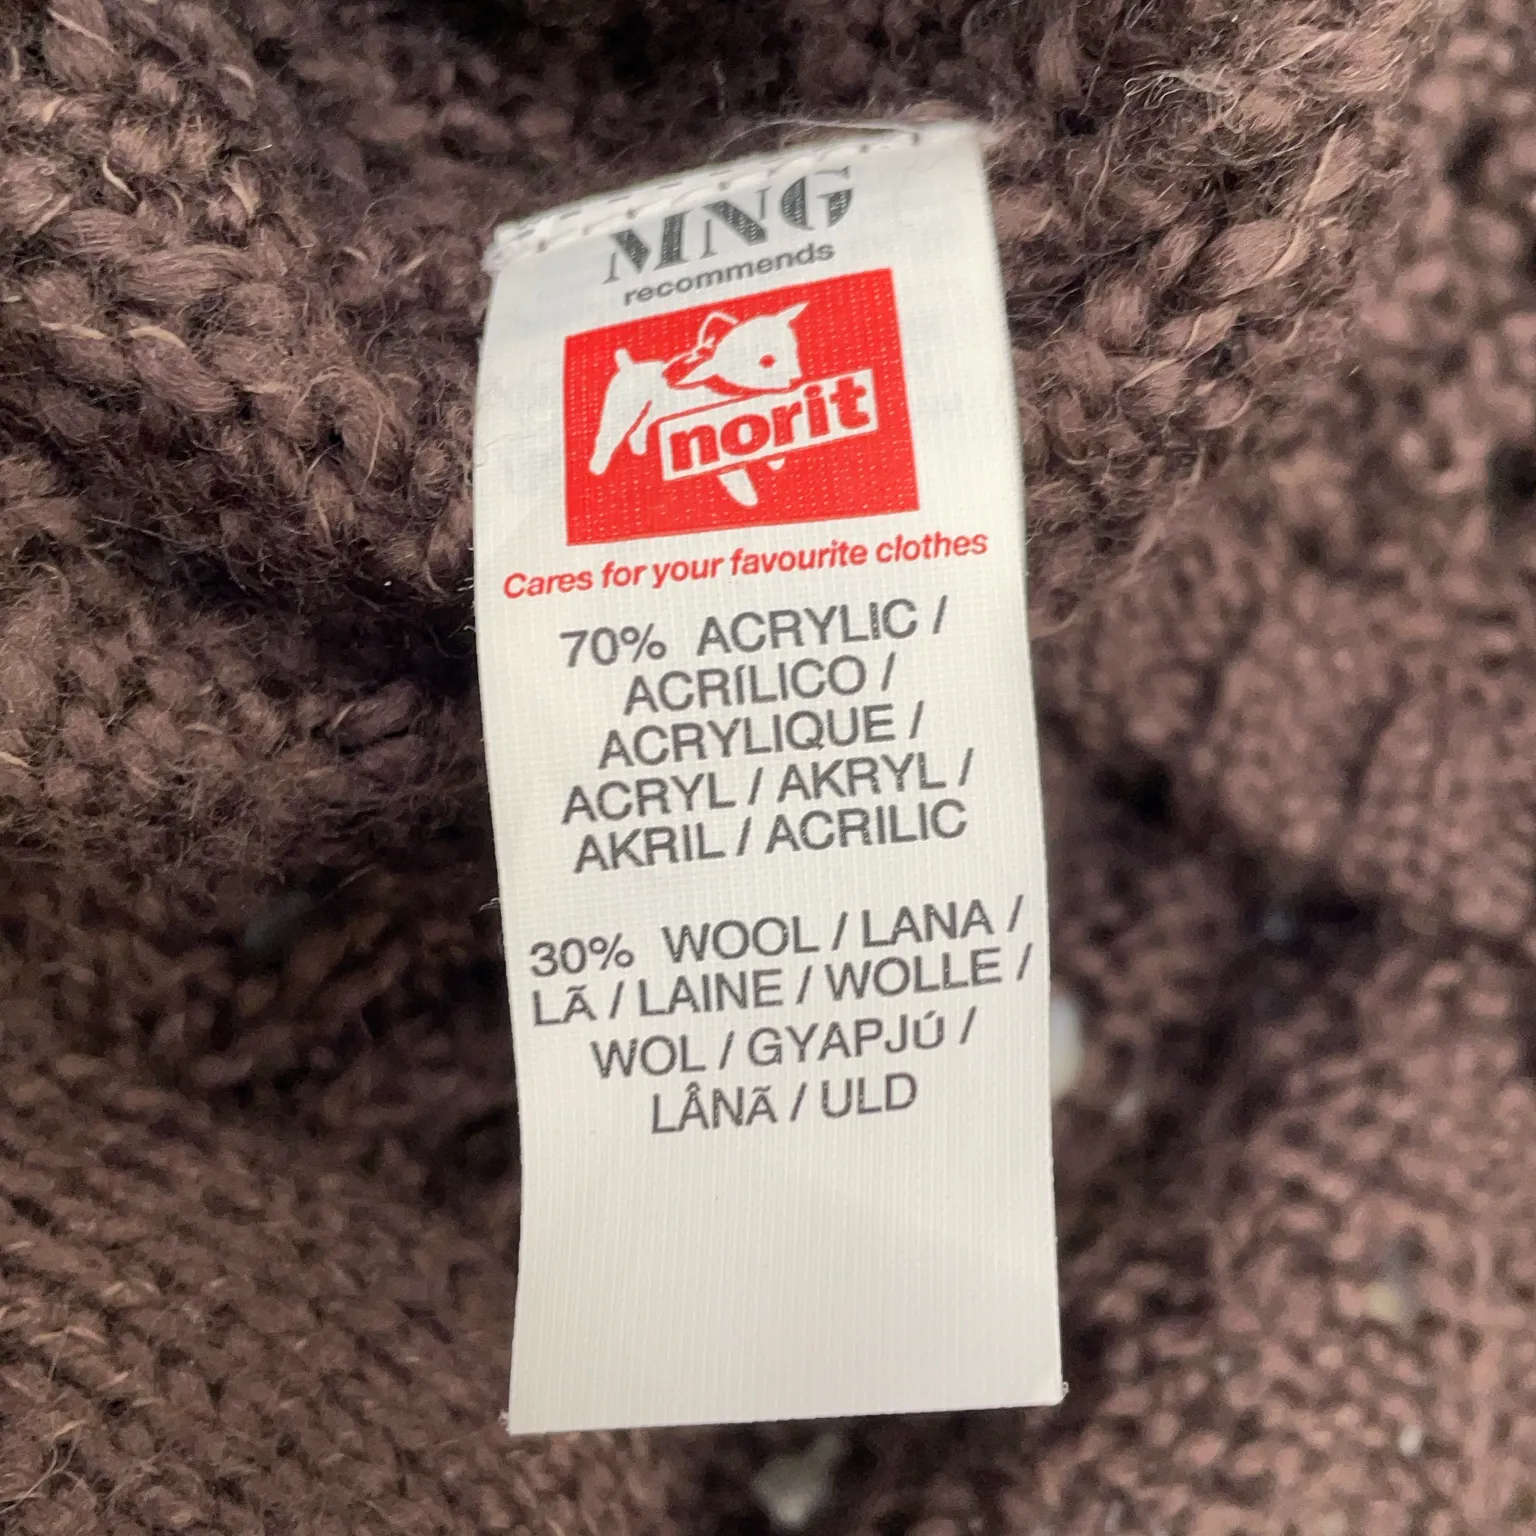 MNG
recommends
norit
Cares for your favourite clothes
70% ACRYLIC /
ACRÍLICO /
ACRYLIQUE /
ACRYL / AKRYL /
AKRIL / ACRILIC
30% WOOL / LANA /
LÃ / LAINE / WOLLE /
WOL / GYAPJÚ /
LÂNÃ / ULD